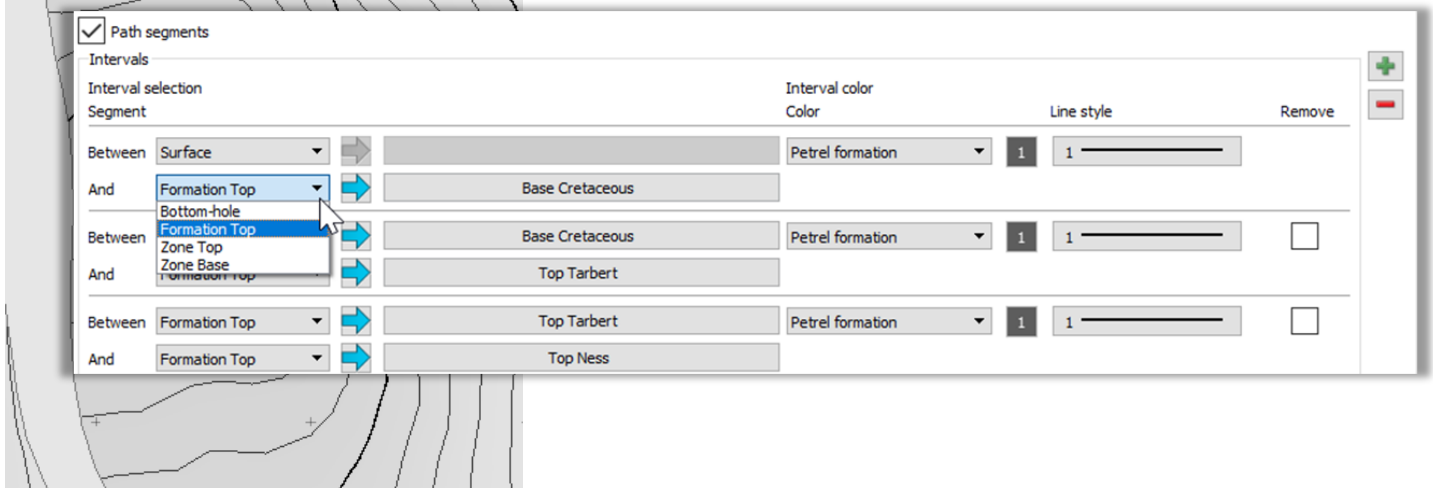 Path segments
Intervals
Interval selection
Interval color
Segment
Color
Line style
Remove
Between Surface Petrel formation 1 1
And Formation Top Base Cretaceous
Bottom-hole
Formation Top
Zone Top
Zone Base
Between Base Cretaceous Petrel formation 1 1
And Formation Top Top Tarbert
Between Formation Top Top Tarbert Petrel formation 1 1
And Formation Top Top Ness